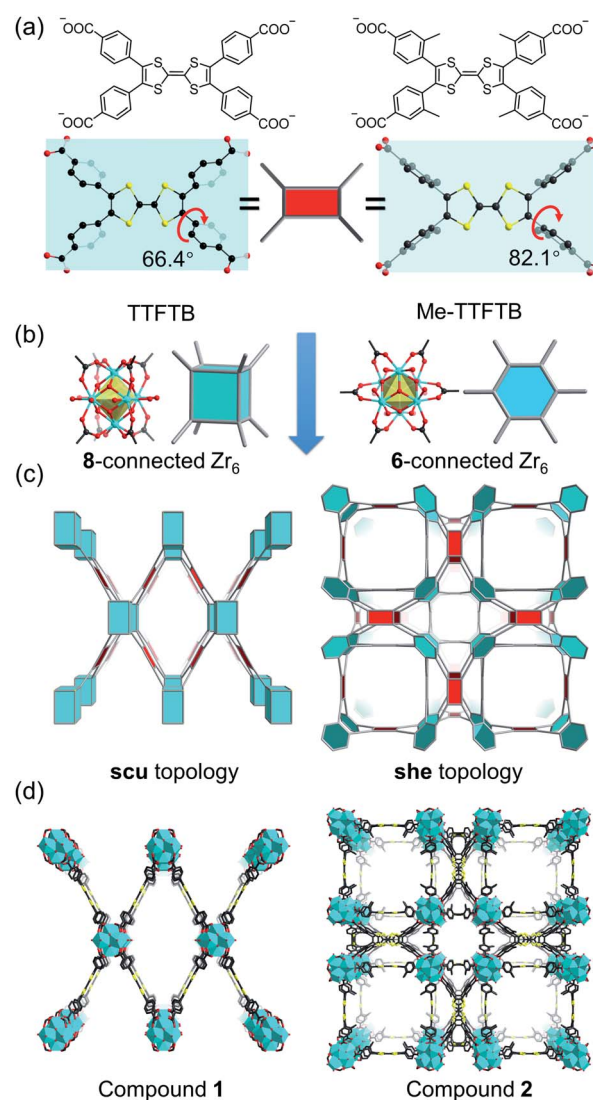 (a)
⁻OOC COO⁻ ⁻OOC COO⁻
S S S S
S S S S
⁻OOC COO⁻ ⁻OOC COO⁻
= =
66.4° 82.1°
TTFTB Me-TTFTB
(b)
8-connected Zr₆ 6-connected Zr₆
(c)
scu topology she topology
(d)
Compound 1 Compound 2